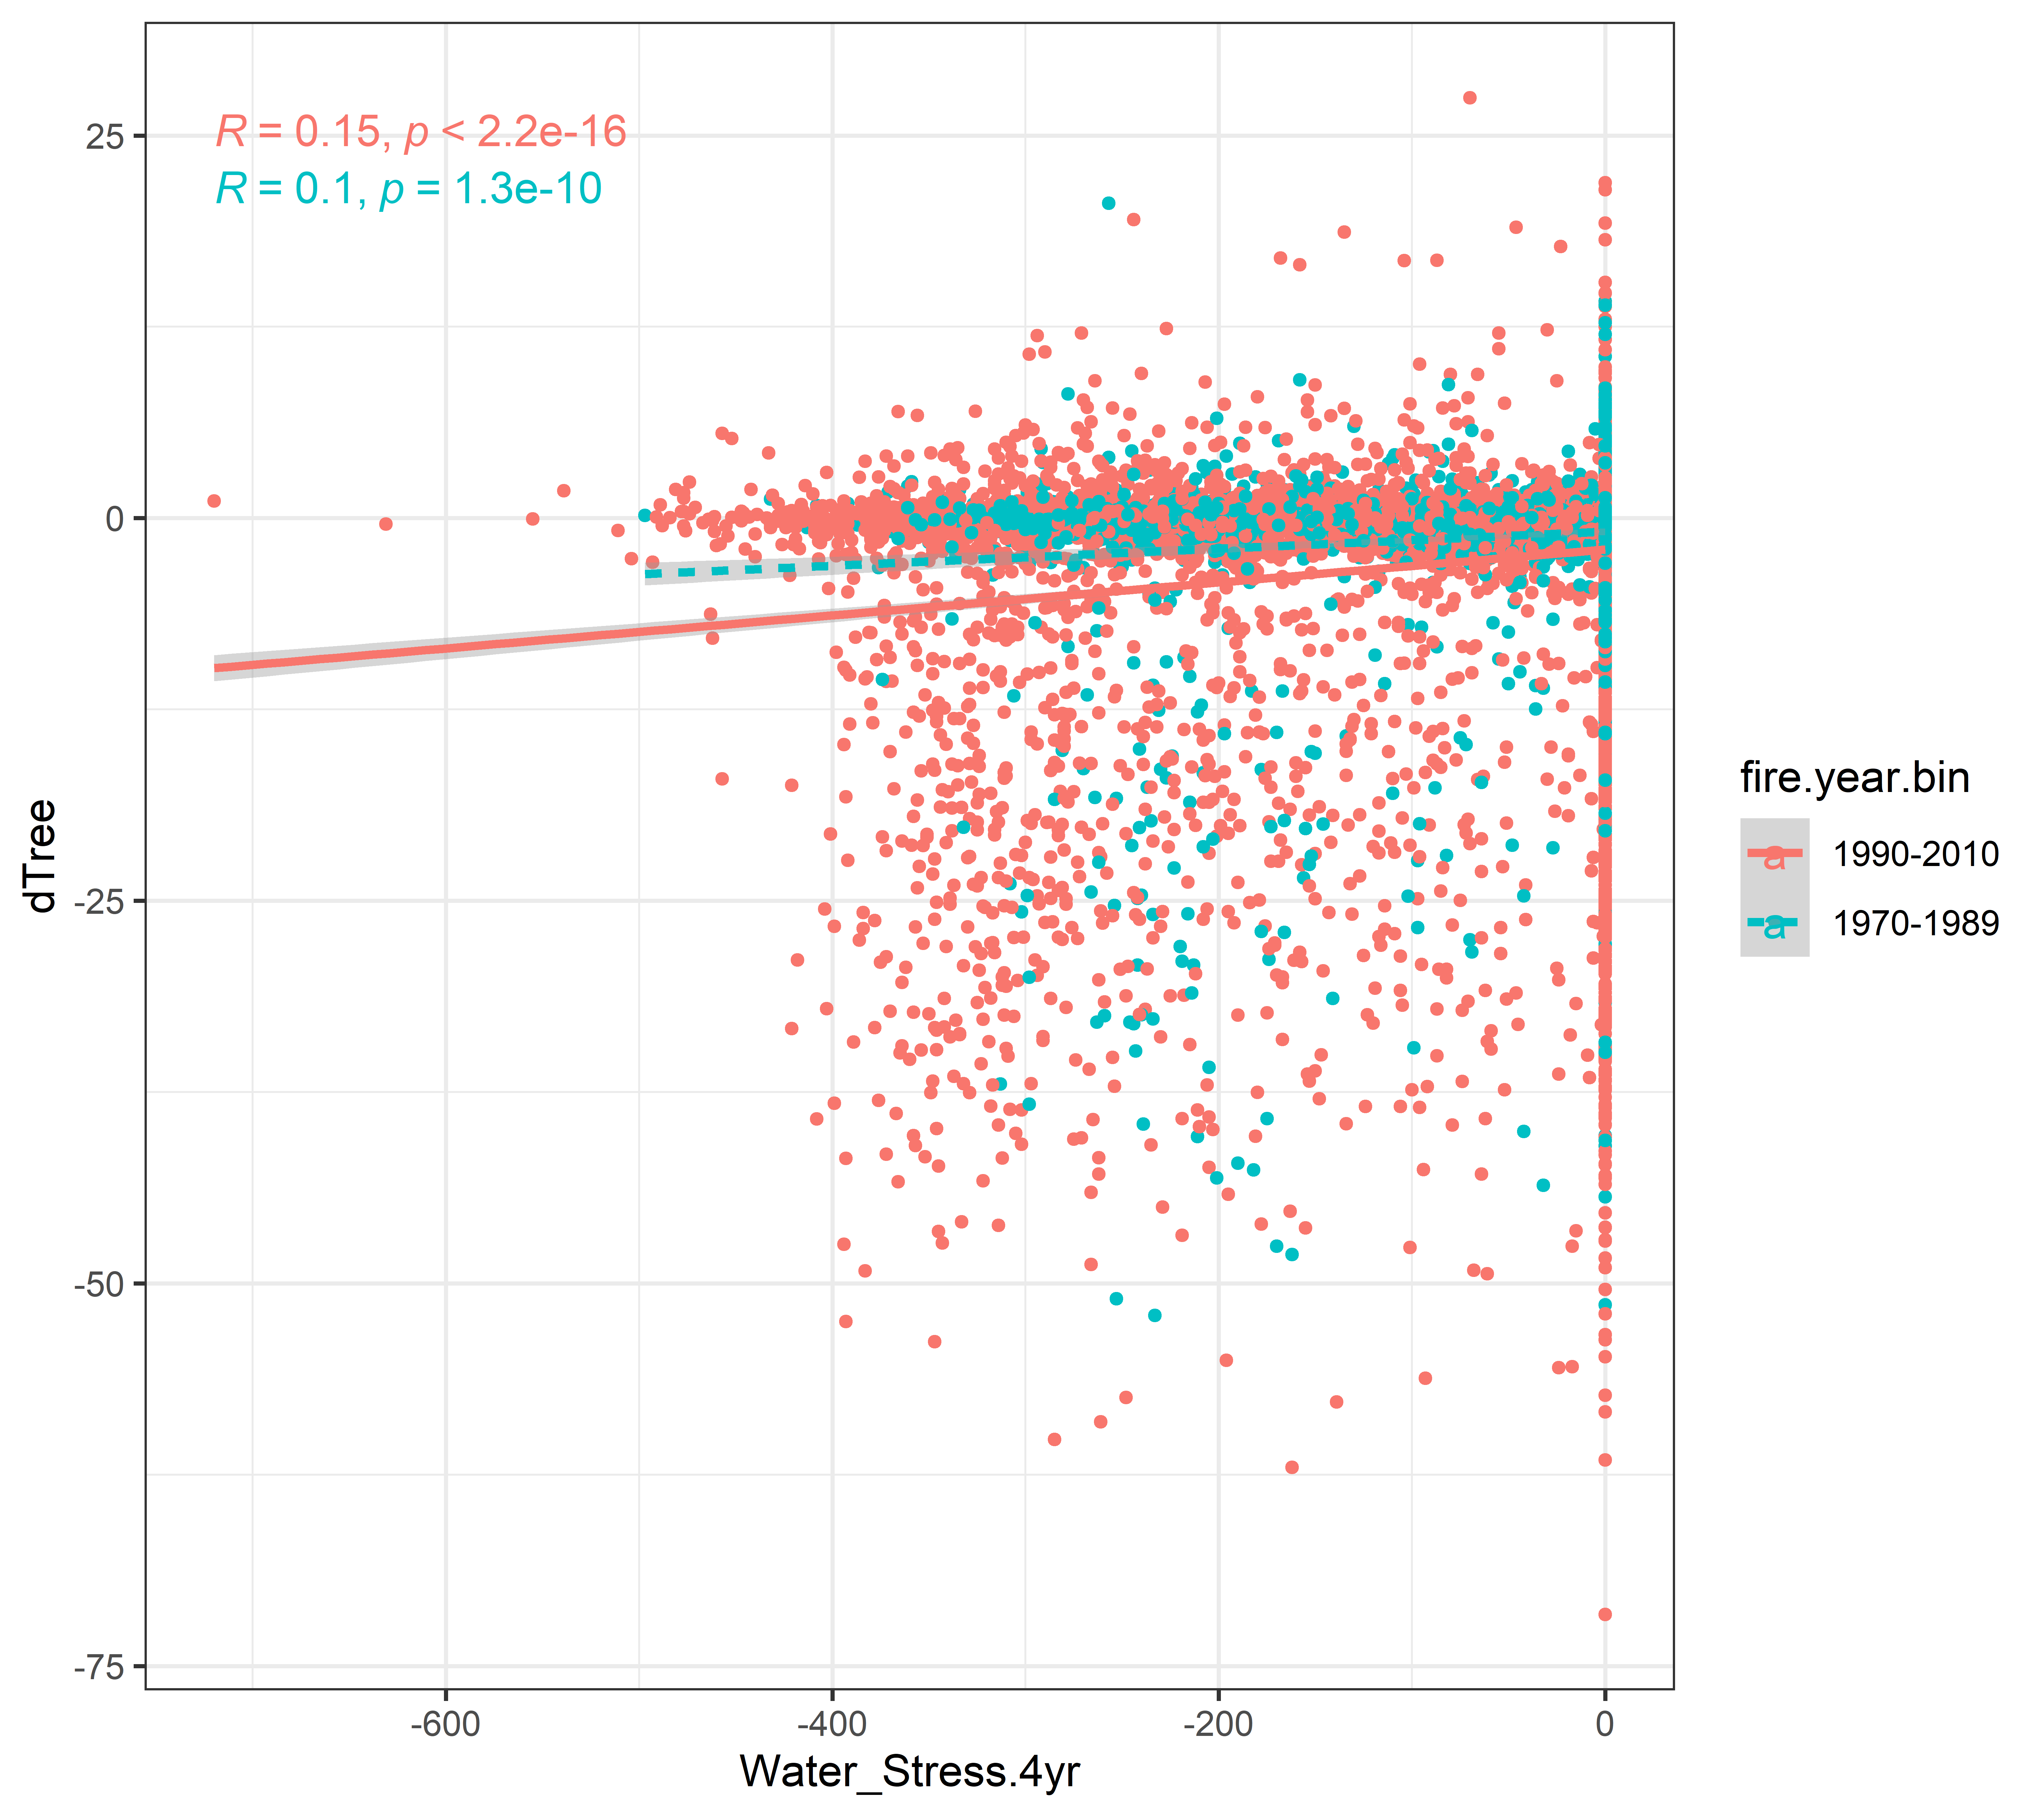 R = 0.15, p < 2.2e-16
R = 0.1, p = 1.3e-10
25
0
-25
-50
-75
dTree
-600
-400
-200
0
Water_Stress.4yr
fire.year.bin
a 1990-2010
a 1970-1989